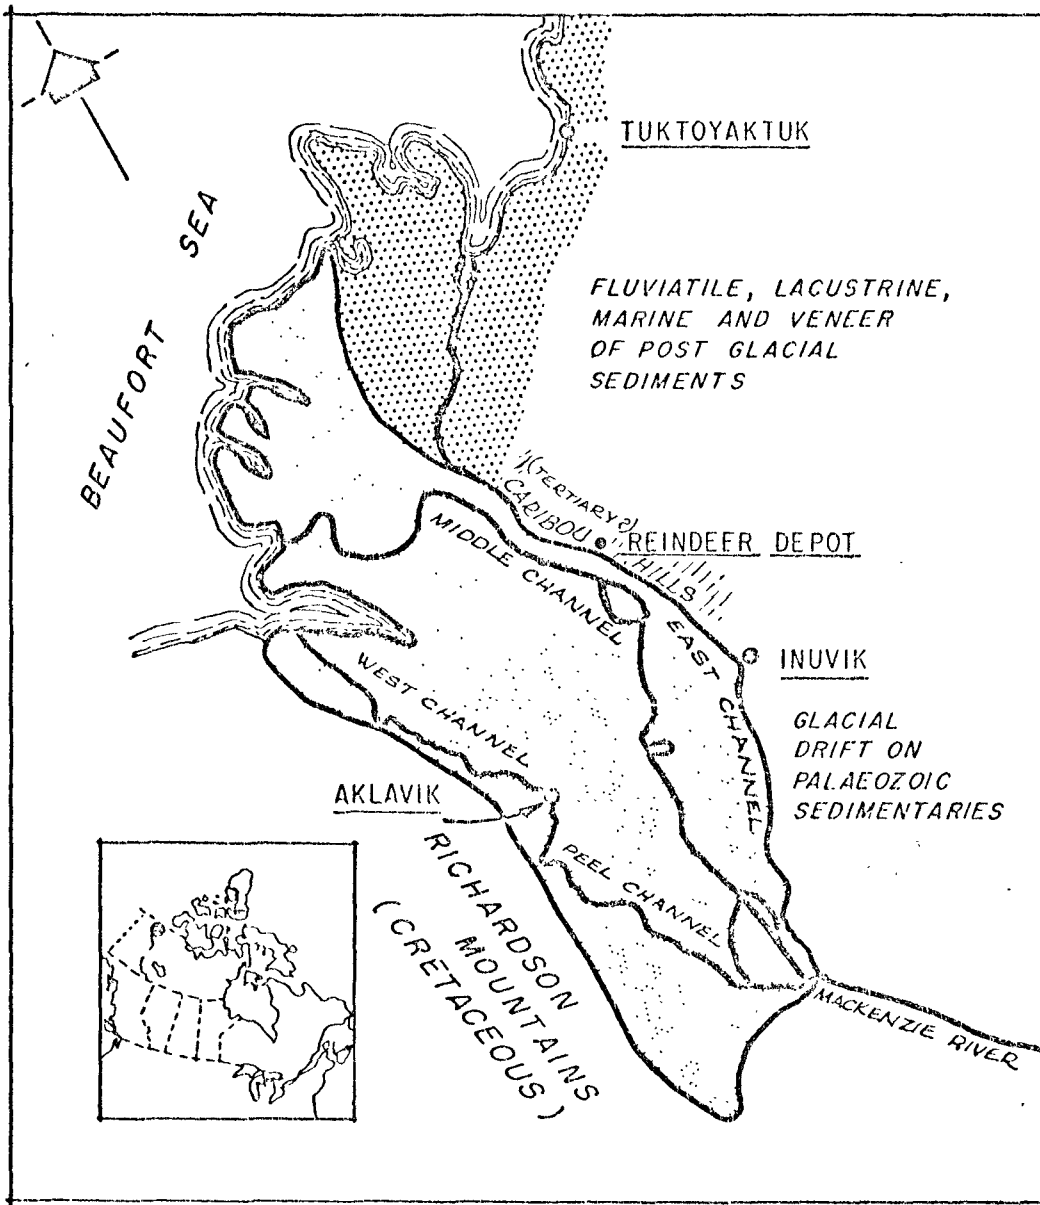 TUKTOYAKTUK
BEAUFORT SEA
FLUVIATILE, LACUSTRINE,
MARINE AND VENEER
OF POST GLACIAL
SEDIMENTS
(TERTIARY?)
CARIBOU
HILLS
REINDEER DEPOT
MIDDLE CHANNEL
EAST CHANNEL
INUVIK
WEST CHANNEL
GLACIAL
DRIFT ON
PALAEOZOIC
SEDIMENTARIES
AKLAVIK
PEEL CHANNEL
RICHARDSON
MOUNTAINS
(CRETACEOUS)
MACKENZIE RIVER